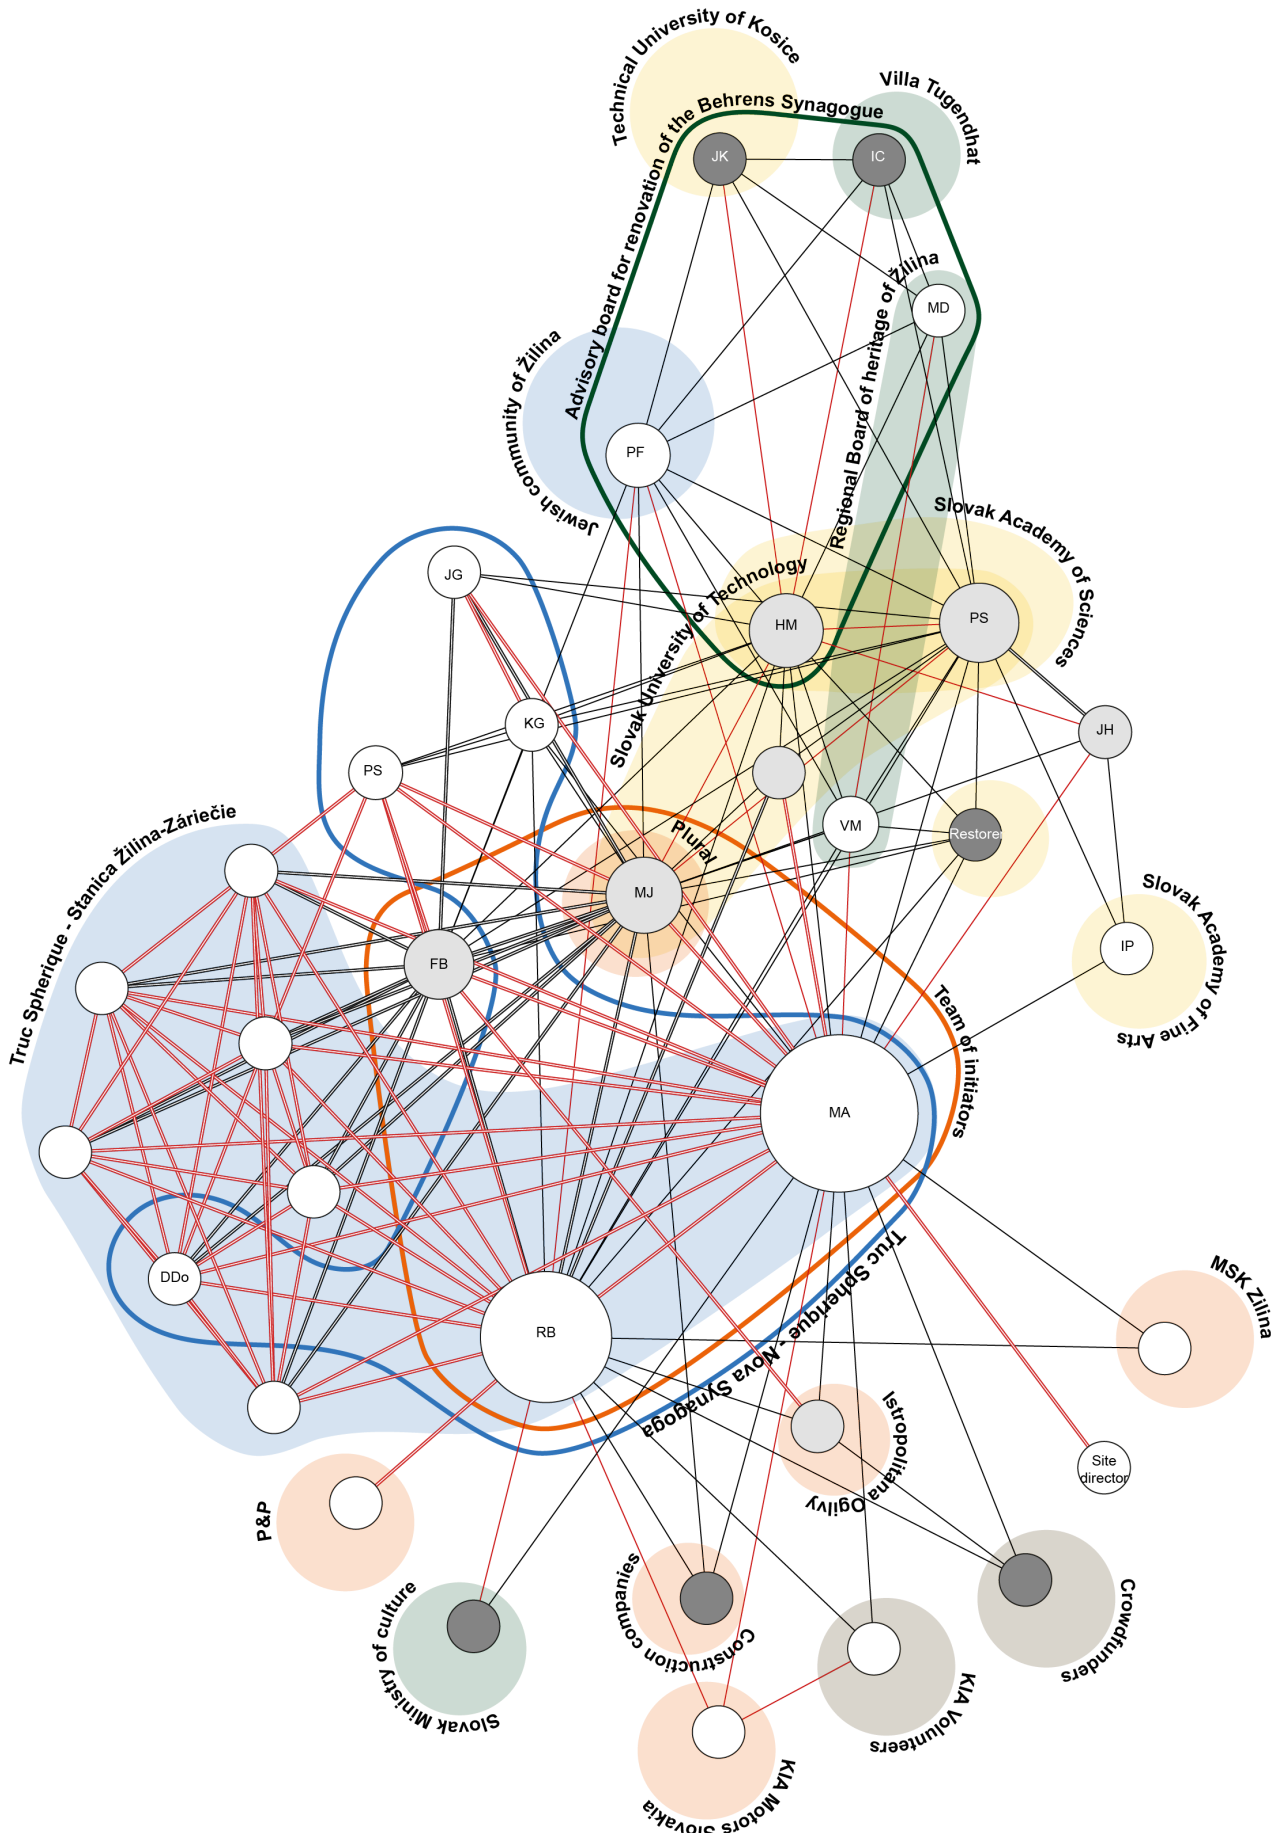 Technical University of Kosice
Villa Tugendhat
Advisory board for renovation of the Behrens Synagogue
JK
IC
Regional Board of heritage of Žilina
MD
Jewish community of Žilina
PF
Slovak Academy of Sciences
Slovak University of Technology
JG
HM
PS
KG
JH
PS
VM
Restorer
Plural
MJ
Truc Spherique - Stanica Žilina-Záriečie
FB
IP
Slovak Academy of Fine Arts
Team of initiators
MA
DDo
RB
Truc Spherique - Nova Synagoga
MSK Zilina
Istropolitana Ogilvy
Site
director
P&P
Slovak Ministry of culture
Construction companies
Crowdfunders
KIA Volunteers
KIA Motors Slovakia